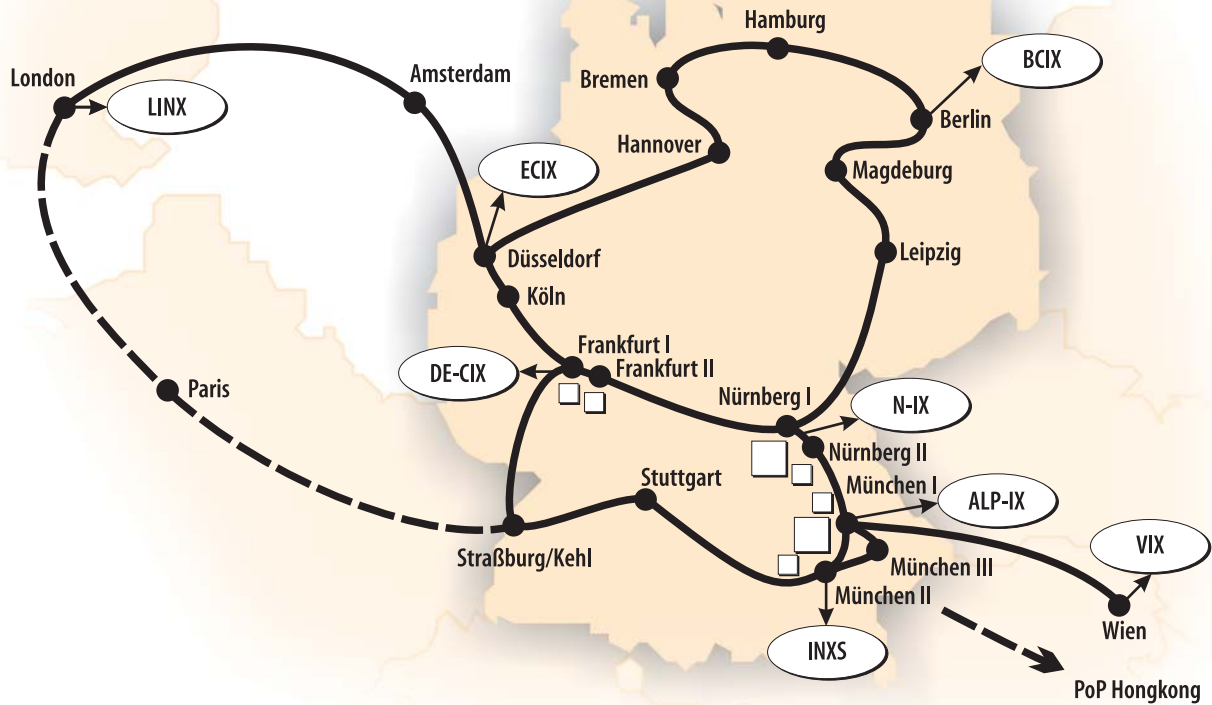 Hamburg
London
Amsterdam
Bremen
BCIX
LINX
Berlin
Hannover
ECIX
Magdeburg
Düsseldorf
Leipzig
Köln
Frankfurt I
DE-CIX
Frankfurt II
Paris
Nürnberg I
N-IX
Nürnberg II
Stuttgart
München I
ALP-IX
VIX
Straßburg/Kehl
München III
München II
Wien
INXS
PoP Hongkong